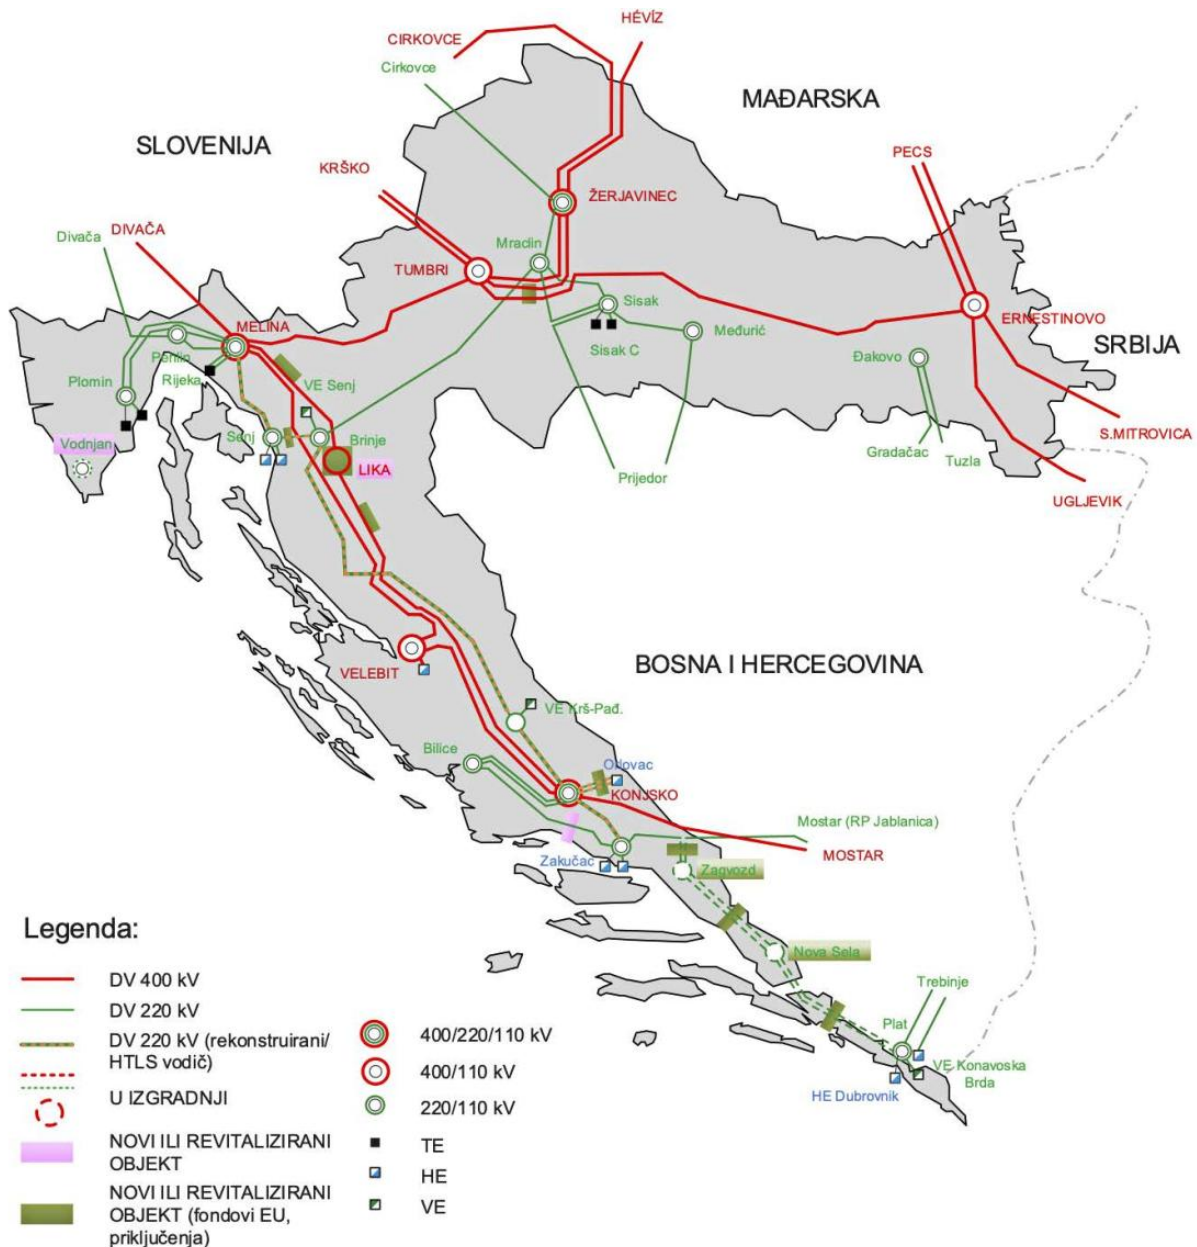 HÉVÍZ
CIRKOVCE
Cirkovce
MAĐARSKA
SLOVENIJA
PECS
KRŠKO
ŽERJAVINEC
DIVAČA
Divača
Mraclin
TUMBRI
Sisak
MELINA
ERNESTINOVO
Međurić
Sisak C
SRBIJA
Pehlin
Đakovo
Plomin
Rijeka
VE Senj
S.MITROVICA
Vodnjan
Senj
Brinje
Gradačac
Tuzla
LIKA
Prijedor
UGLJEVIK
BOSNA I HERCEGOVINA
VELEBIT
VE Krš-Pađ.
Bilice
Orlovac
KONJSKO
Mostar (RP Jablanica)
Zakučac
MOSTAR
Zagvozd
Nova Sela
Trebinje
Plat
VE Konavoska
Brda
HE Dubrovnik
Legenda:
DV 400 kV
DV 220 kV
DV 220 kV (rekonstruirani/
HTLS vodič)
U IZGRADNJI
NOVI ILI REVITALIZIRANI
OBJEKT
NOVI ILI REVITALIZIRANI
OBJEKT (fondovi EU,
priključenja)
400/220/110 kV
400/110 kV
220/110 kV
TE
HE
VE